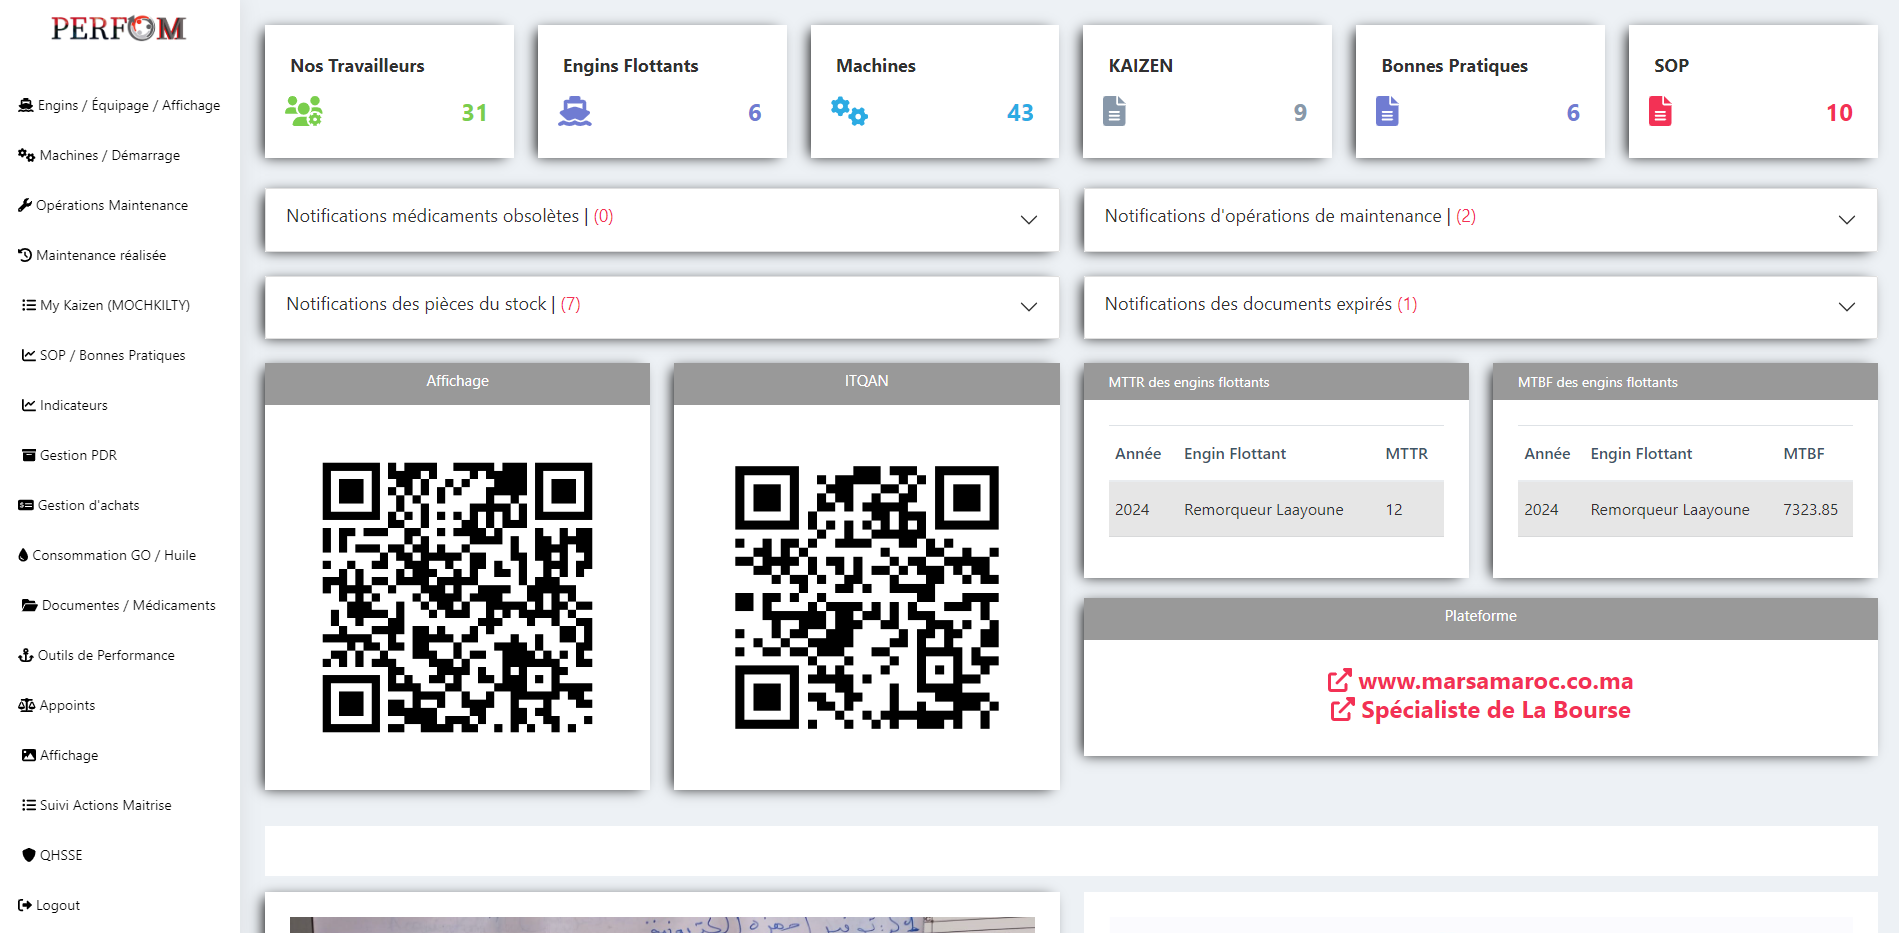 PERFOM
Engins / Équipage / Affichage
Machines / Démarrage
Opérations Maintenance
Maintenance réalisée
My Kaizen (MOCHKILTY)
SOP / Bonnes Pratiques
Indicateurs
Gestion PDR
Gestion d'achats
Consommation GO / Huile
Documentes / Médicaments
Outils de Performance
Appoints
Affichage
Suivi Actions Maitrise
QHSSE
Logout
Nos Travailleurs
31
Engins Flottants
6
Machines
43
KAIZEN
9
Bonnes Pratiques
6
SOP
10
Notifications médicaments obsolètes | (0)
Notifications d'opérations de maintenance | (2)
Notifications des pièces du stock | (7)
Notifications des documents expirés (1)
Affichage
ITQAN
MTTR des engins flottants
Année Engin Flottant MTTR
2024 Remorqueur Laayoune 12
MTBF des engins flottants
Année Engin Flottant MTBF
2024 Remorqueur Laayoune 7323.85
Plateforme
www.marsamaroc.co.ma
Spécialiste de La Bourse